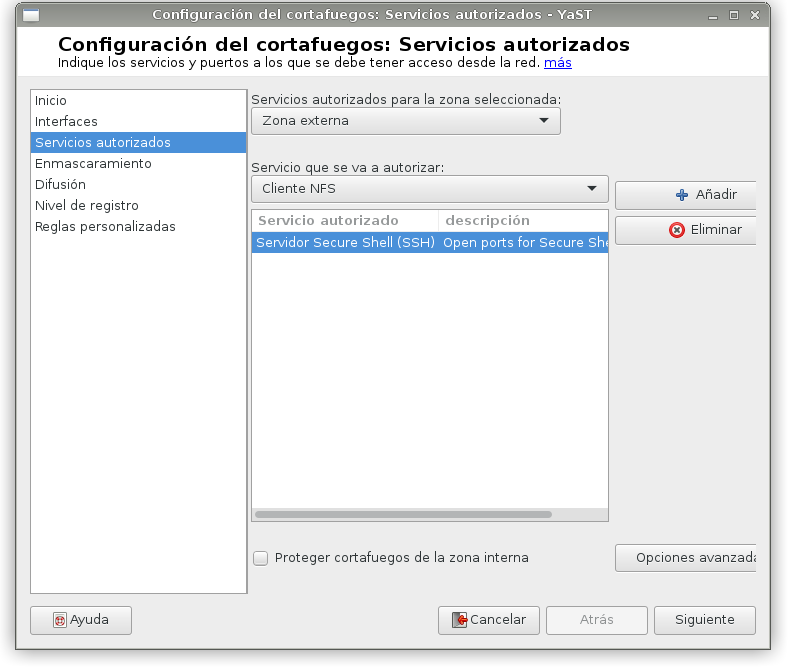 Configuración del cortafuegos: Servicios autorizados - YaST
Configuración del cortafuegos: Servicios autorizados
Indique los servicios y puertos a los que se debe tener acceso desde la red. más
Inicio
Interfaces
Servicios autorizados
Enmascaramiento
Difusión
Nivel de registro
Reglas personalizadas
Servicios autorizados para la zona seleccionada:
Zona externa
Servicio que se va a autorizar:
Cliente NFS
Añadir
Eliminar
Servicio autorizado descripción
Servidor Secure Shell (SSH) Open ports for Secure She
Proteger cortafuegos de la zona interna
Opciones avanzada
Ayuda
Cancelar
Atrás
Siguiente